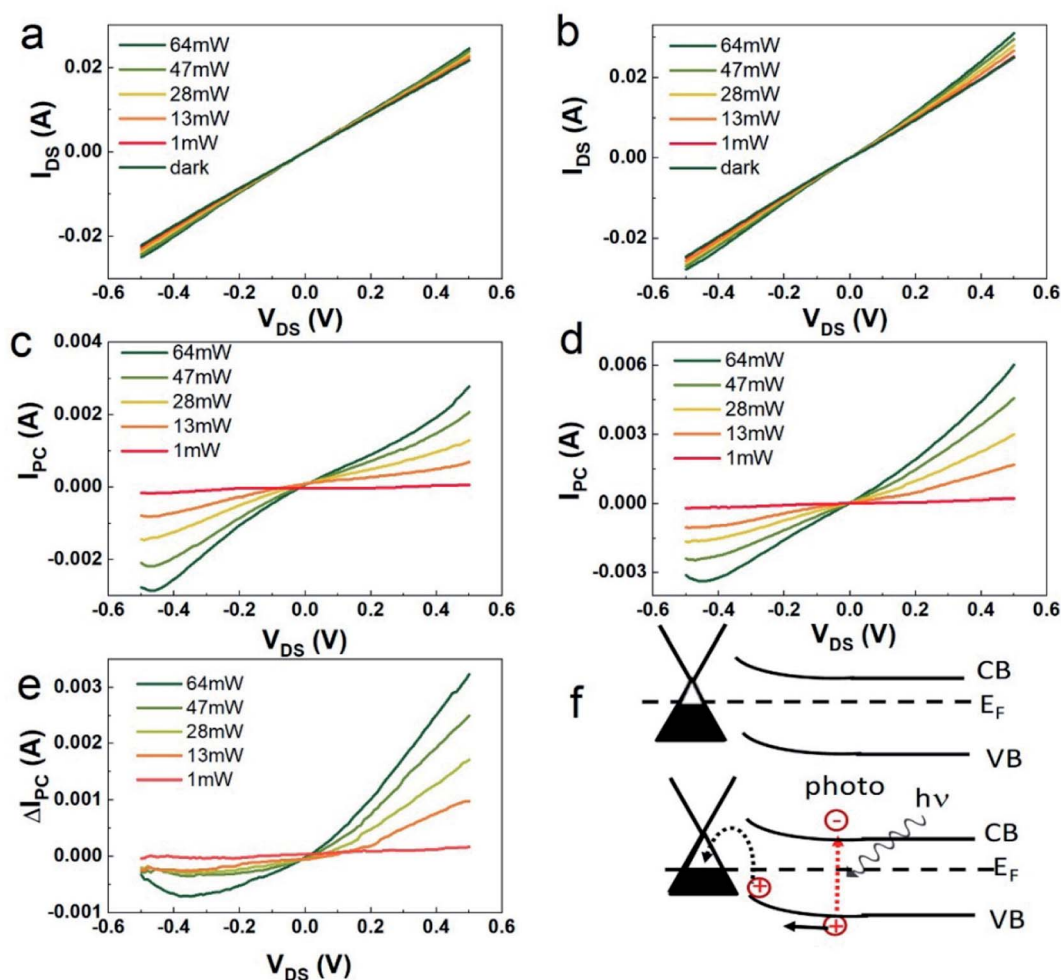 a
64mW
47mW
28mW
13mW
1mW
dark
I_DS (A)
0.02
0.00
-0.02
-0.6 -0.4 -0.2 0.0 0.2 0.4 0.6
V_DS (V)
b
64mW
47mW
28mW
13mW
1mW
dark
I_DS (A)
0.02
0.00
-0.02
-0.6 -0.4 -0.2 0.0 0.2 0.4 0.6
V_DS (V)
c
64mW
47mW
28mW
13mW
1mW
I_PC (A)
0.004
0.002
0.000
-0.002
-0.6 -0.4 -0.2 0.0 0.2 0.4 0.6
V_DS (V)
d
64mW
47mW
28mW
13mW
1mW
I_PC (A)
0.006
0.003
0.000
-0.003
-0.6 -0.4 -0.2 0.0 0.2 0.4 0.6
V_DS (V)
e
64mW
47mW
28mW
13mW
1mW
ΔI_PC (A)
0.003
0.002
0.001
0.000
-0.001
-0.6 -0.4 -0.2 0.0 0.2 0.4 0.6
V_DS (V)
f
CB
E_F
VB
photo
hν
-
CB
+
E_F
+
VB